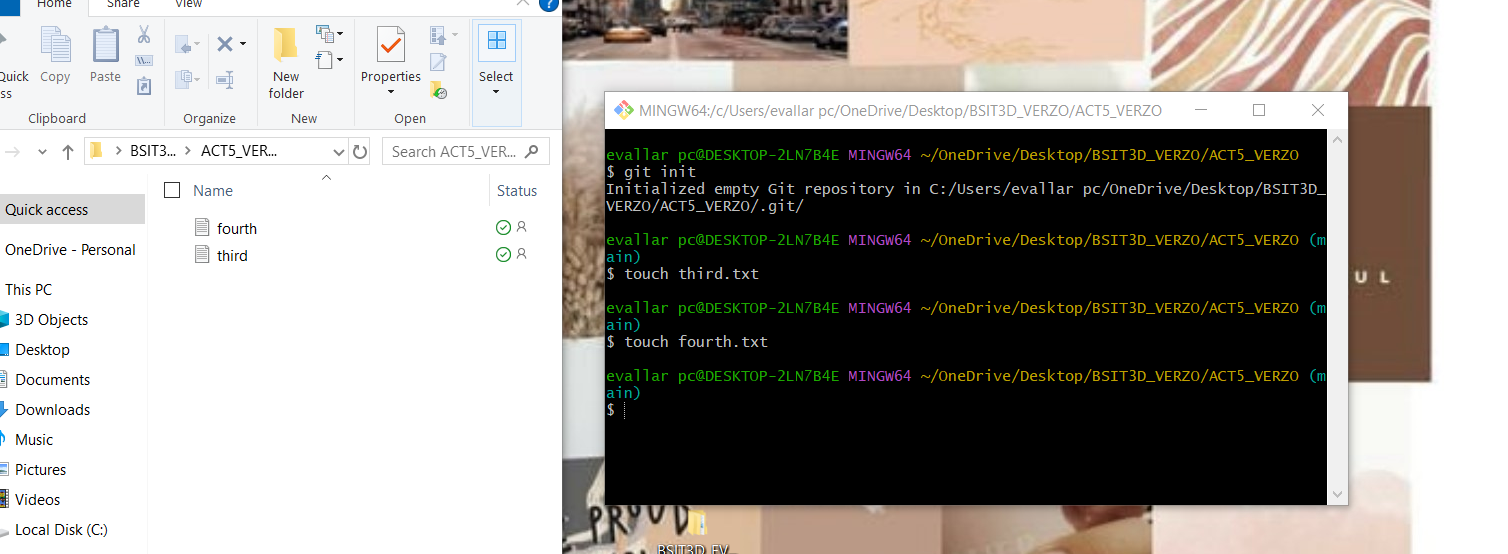 Home Share View
Quick
ss
Copy
Paste
New
folder
Properties
Select
Clipboard
Organize
New
Open
BSIT3... > ACT5_VER...
Search ACT5_VER...
Name
Status
Quick access
fourth
OneDrive - Personal
third
This PC
3D Objects
Desktop
Documents
Downloads
Music
Pictures
Videos
Local Disk (C:)
MINGW64:/c/Users/evallar pc/OneDrive/Desktop/BSIT3D_VERZO/ACT5_VERZO
evallar pc@DESKTOP-2LN7B4E MINGW64 ~/OneDrive/Desktop/BSIT3D_VERZO/ACT5_VERZO
$ git init
Initialized empty Git repository in C:/Users/evallar pc/OneDrive/Desktop/BSIT3D_
VERZO/ACT5_VERZO/.git/
evallar pc@DESKTOP-2LN7B4E MINGW64 ~/OneDrive/Desktop/BSIT3D_VERZO/ACT5_VERZO (m
ain)
$ touch third.txt
evallar pc@DESKTOP-2LN7B4E MINGW64 ~/OneDrive/Desktop/BSIT3D_VERZO/ACT5_VERZO (m
ain)
$ touch fourth.txt
evallar pc@DESKTOP-2LN7B4E MINGW64 ~/OneDrive/Desktop/BSIT3D_VERZO/ACT5_VERZO (m
ain)
$
U L
PROUD
BSIT3D_EV...